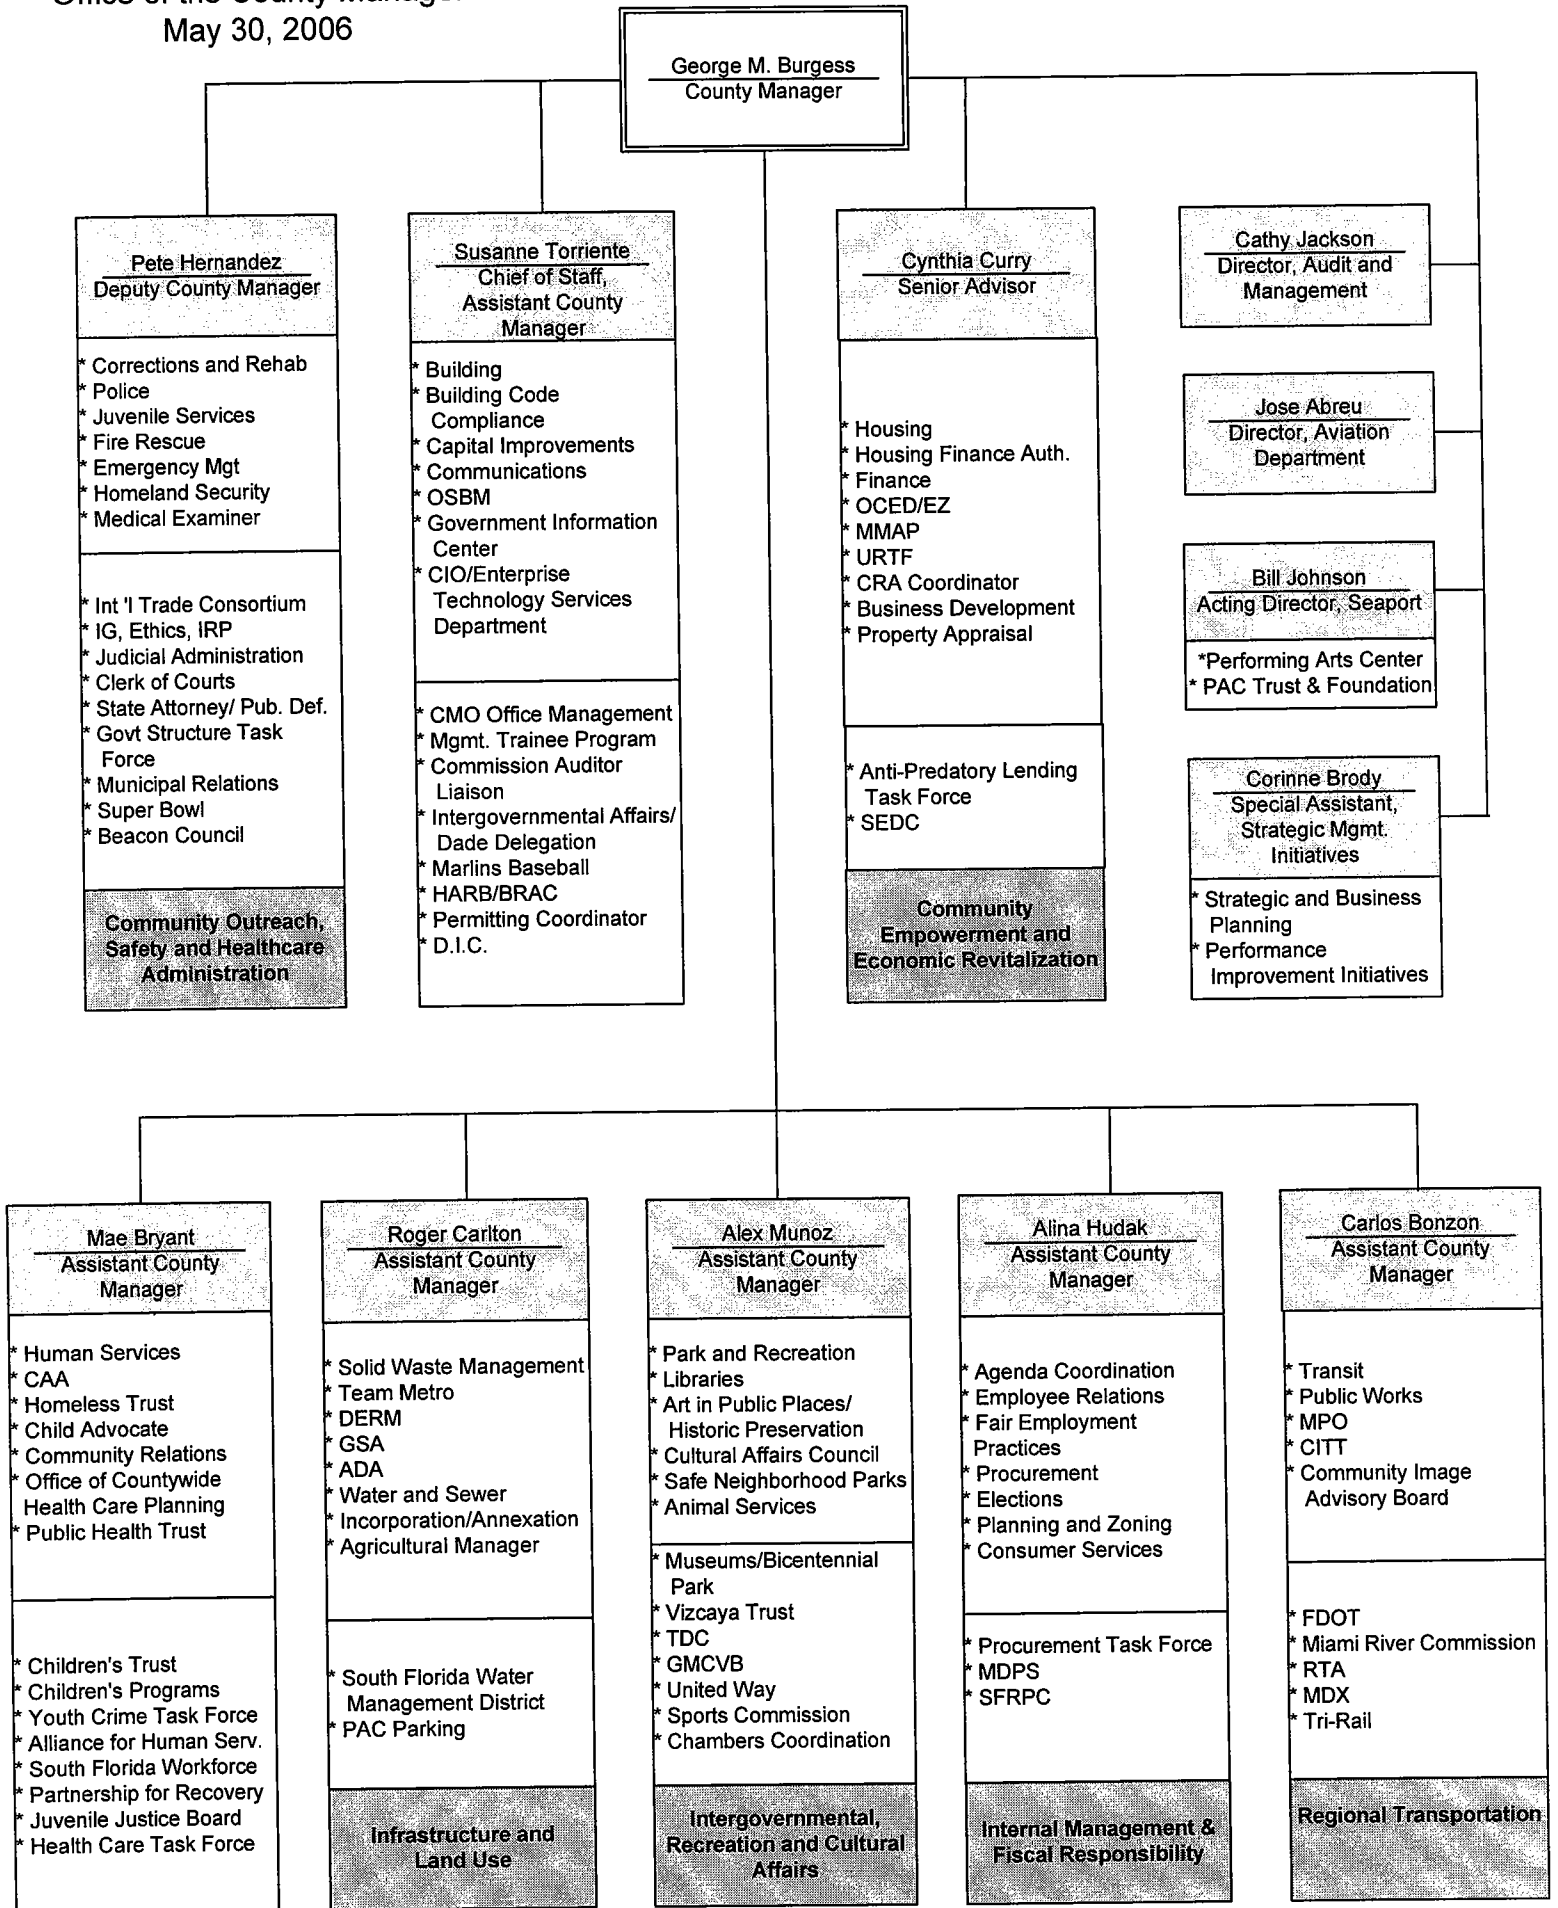 May 30, 2006
George M. Burgess
County Manager
Pete Hernandez
Deputy County Manager
* Corrections and Rehab
* Police
* Juvenile Services
* Fire Rescue
* Emergency Mgt
* Homeland Security
* Medical Examiner
* Int 'l Trade Consortium
* IG, Ethics, IRP
* Judicial Administration
* Clerk of Courts
* State Attorney/ Pub. Def.
* Govt Structure Task
Force
* Municipal Relations
* Super Bowl
* Beacon Council
Community Outreach,
Safety and Healthcare
Administration
Susanne Torriente
Chief of Staff,
Assistant County
Manager
* Building
* Building Code
Compliance
* Capital Improvements
* Communications
* OSBM
* Government Information
Center
* CIO/Enterprise
Technology Services
Department
* CMO Office Management
* Mgmt. Trainee Program
* Commission Auditor
Liaison
* Intergovernmental Affairs/
Dade Delegation
* Marlins Baseball
* HARB/BRAC
* Permitting Coordinator
* D.I.C.
Cynthia Curry
Senior Advisor
* Housing
* Housing Finance Auth.
* Finance
* OCED/EZ
* MMAP
* URTF
* CRA Coordinator
* Business Development
* Property Appraisal
* Anti-Predatory Lending
Task Force
* SEDC
Community
Empowerment and
Economic Revitalization
Cathy Jackson
Director, Audit and
Management
Jose Abreu
Director, Aviation
Department
Bill Johnson
Acting Director, Seaport
*Performing Arts Center
* PAC Trust & Foundation
Corinne Brody
Special Assistant,
Strategic Mgmt.
Initiatives
* Strategic and Business
Planning
* Performance
Improvement Initiatives
Mae Bryant
Assistant County
Manager
* Human Services
* CAA
* Homeless Trust
* Child Advocate
* Community Relations
* Office of Countywide
Health Care Planning
* Public Health Trust
* Children's Trust
* Children's Programs
* Youth Crime Task Force
* Alliance for Human Serv.
* South Florida Workforce
* Partnership for Recovery
* Juvenile Justice Board
* Health Care Task Force
Roger Carlton
Assistant County
Manager
* Solid Waste Management
* Team Metro
* DERM
* GSA
* ADA
* Water and Sewer
* Incorporation/Annexation
* Agricultural Manager
* South Florida Water
Management District
* PAC Parking
Infrastructure and
Land Use
Alex Munoz
Assistant County
Manager
* Park and Recreation
* Libraries
* Art in Public Places/
Historic Preservation
* Cultural Affairs Council
* Safe Neighborhood Parks
* Animal Services
* Museums/Bicentennial
Park
* Vizcaya Trust
* TDC
* GMCVB
* United Way
* Sports Commission
* Chambers Coordination
Intergovernmental,
Recreation and Cultural
Affairs
Alina Hudak
Assistant County
Manager
* Agenda Coordination
* Employee Relations
* Fair Employment
Practices
* Procurement
* Elections
* Planning and Zoning
* Consumer Services
* Procurement Task Force
* MDPS
* SFRPC
Internal Management &
Fiscal Responsibility
Carlos Bonzon
Assistant County
Manager
* Transit
* Public Works
* MPO
* CITT
* Community Image
Advisory Board
* FDOT
* Miami River Commission
* RTA
* MDX
* Tri-Rail
Regional Transportation